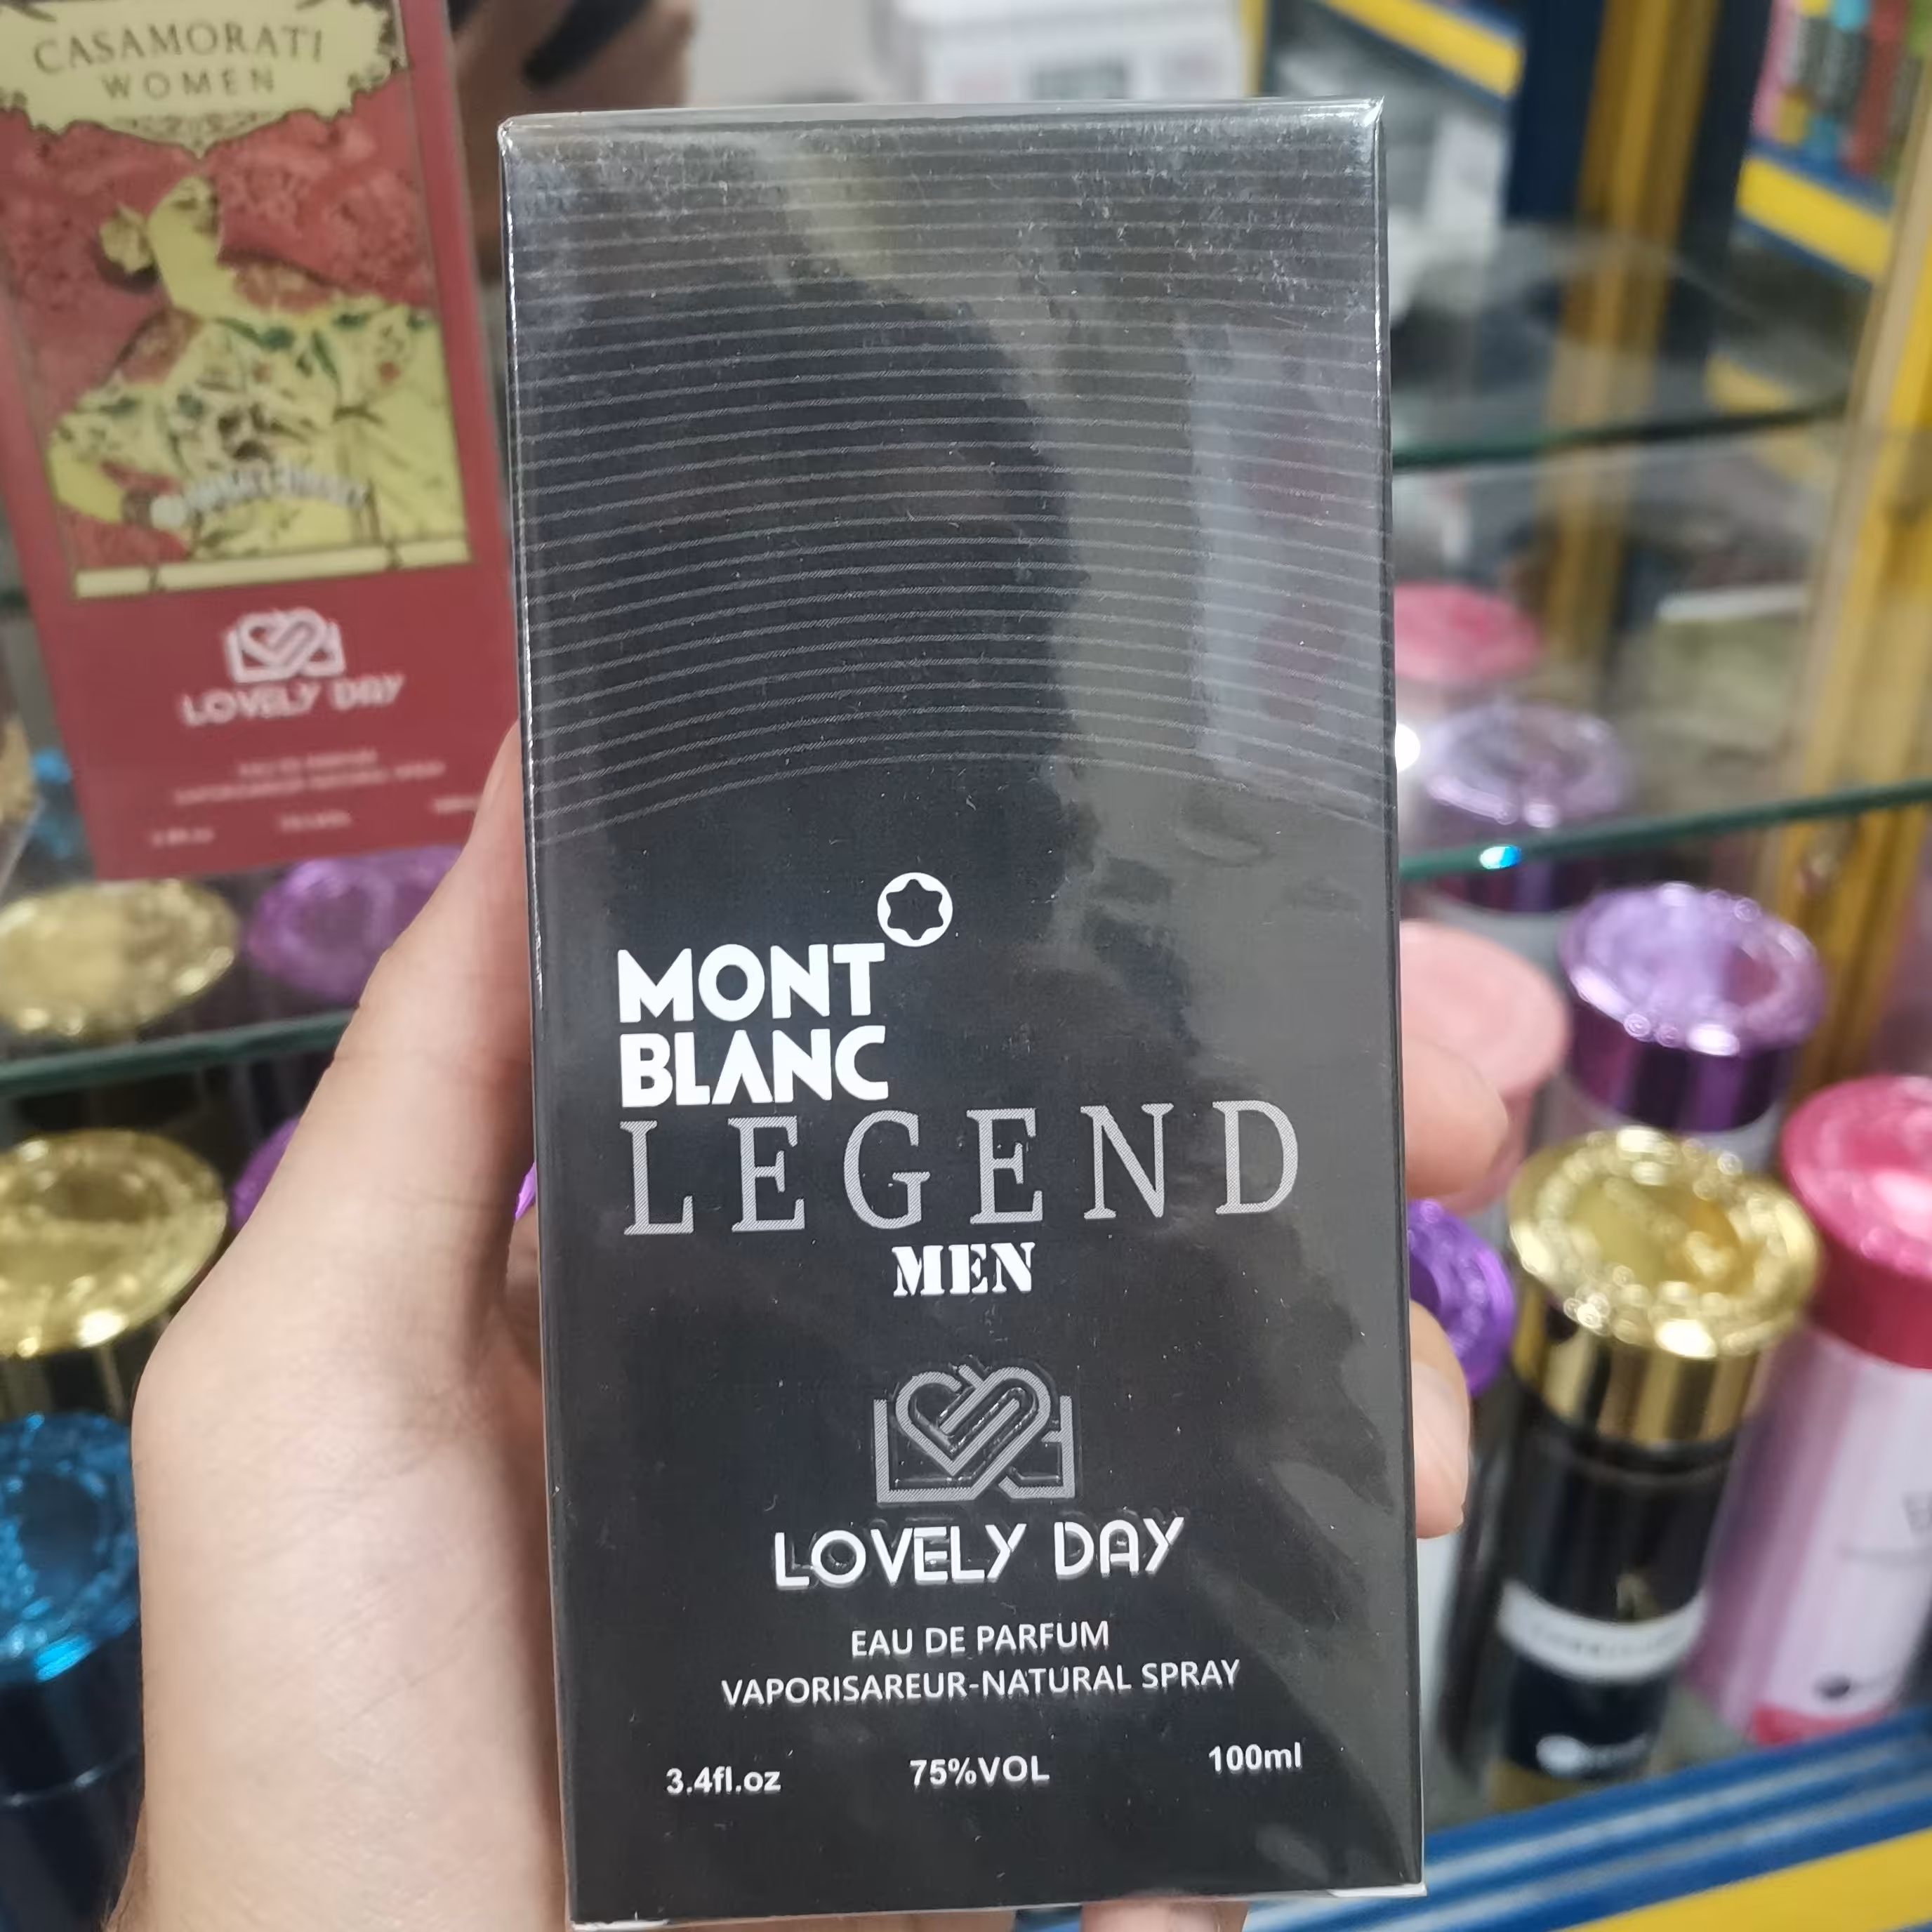 CASAMORATI
WOMEN
LOVELY DAY
MONT
BLANC
LEGEND
MEN
LOVELY DAY
EAU DE PARFUM
VAPORISAREUR-NATURAL SPRAY
3.4fl.oz 75%VOL 100ml